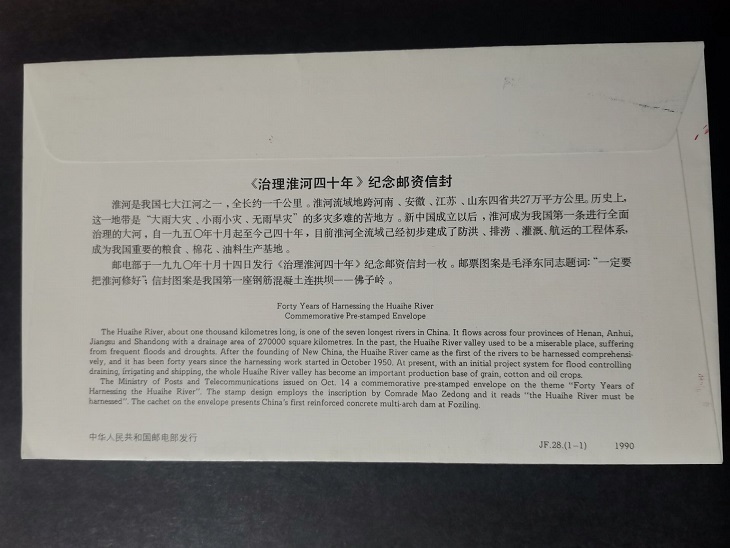 《治理淮河四十年》纪念邮资信封
淮河是我国七大江河之一，全长约一千公里。淮河流域地跨河南、安徽、江苏、山东四省共27万平方公里。历史上，
这一地带是“大雨大灾、小雨小灾、无雨旱灾”的多灾多难的苦地方。新中国成立以后，淮河成为我国第一条进行全面
治理的大河，自一九五〇年十月起至今己四十年，目前淮河全流域己经初步建成了防洪、排涝、灌溉、航运的工程体系，
成为我国重要的粮食、棉花、油料生产基地。
邮电部于一九九〇年十月十四日发行《治理淮河四十年》纪念邮资信封一枚。邮票图案是毛泽东同志题词：“一定要
把淮河修好”；信封图案是我国第一座钢筋混凝土连拱坝——佛子岭。
Forty Years of Harnessing the Huaihe River
Commemorative Pre-stamped Envelope
The Huaihe River, about one thousand kilometres long, is one of the seven longest rivers in China. It flows across four provinces of Henan, Anhui,
Jiangsu and Shandong with a drainage area of 270000 square kilometres. In the past, the Huaihe River valley used to be a miserable place, suffering
from frequent floods and droughts. After the founding of New China, the Huaihe River came as the first of the rivers to be harnessed comprehensi-
vely, and it has been forty years since the harnessing work started in October 1950. At present, with an initial project system for flood controlling
draining, irrigating and shipping, the whole Huaihe River valley has become an important production base of grain, cotton and oil crops.
The Ministry of Posts and Telecommunications issued on Oct. 14 a commemorative pre-stamped envelope on the theme “Forty Years of
Harnessing the Huaihe River”. The stamp design employs the inscription by Comrade Mao Zedong and it reads “the Huaihe River must be
harnessed”. The cachet on the envelope presents China's first reinforced concrete multi-arch dam at Foziling.
中华人民共和国邮电部发行
JF.28.(1-1) 1990